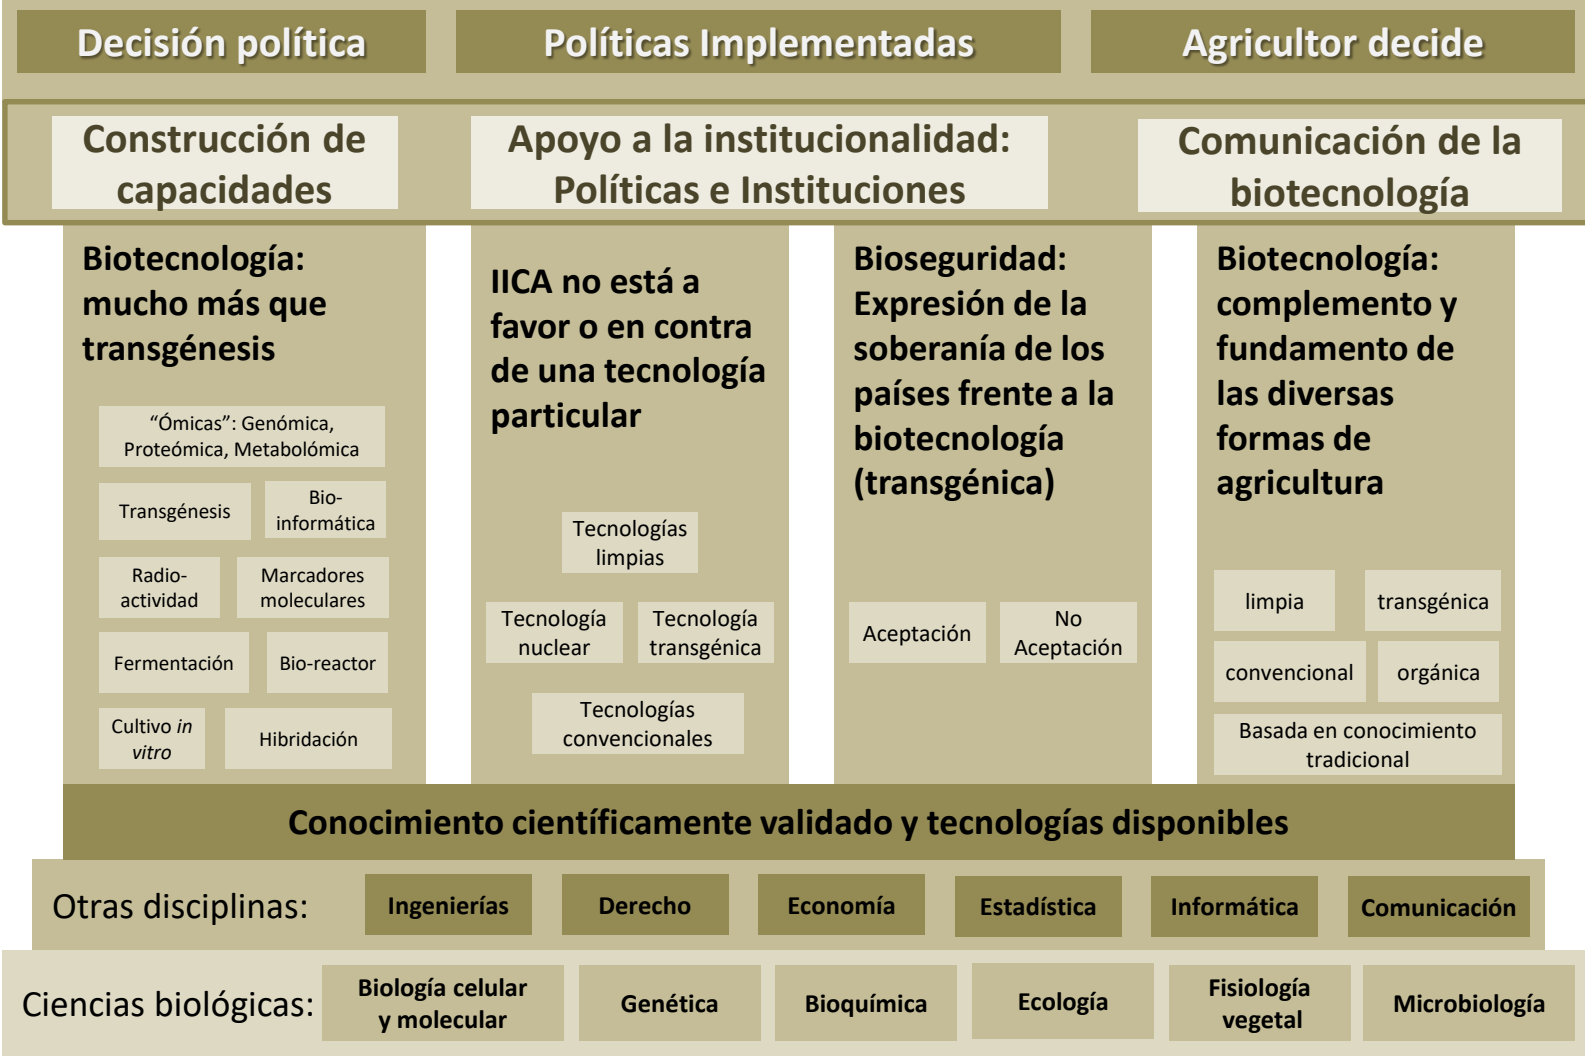 Decisión política
Políticas Implementadas
Agricultor decide
Construcción de
capacidades
Apoyo a la institucionalidad:
Políticas e Instituciones
Comunicación de la
biotecnología
Biotecnología:
mucho más que
transgénesis
“Ómicas”: Genómica,
Proteómica, Metabolómica
Transgénesis
Bio-
informática
Radio-
actividad
Marcadores
moleculares
Fermentación
Bio-reactor
Cultivo in
vitro
Hibridación
IICA no está a
favor o en contra
de una tecnología
particular
Tecnologías
limpias
Tecnología
nuclear
Tecnología
transgénica
Tecnologías
convencionales
Bioseguridad:
Expresión de la
soberanía de los
países frente a la
biotecnología
(transgénica)
Aceptación
No
Aceptación
Biotecnología:
complemento y
fundamento de
las diversas
formas de
agricultura
limpia
transgénica
convencional
orgánica
Basada en conocimiento
tradicional
Conocimiento científicamente validado y tecnologías disponibles
Otras disciplinas:
Ingenierías
Derecho
Economía
Estadística
Informática
Comunicación
Ciencias biológicas:
Biología celular
y molecular
Genética
Bioquímica
Ecología
Fisiología
vegetal
Microbiología